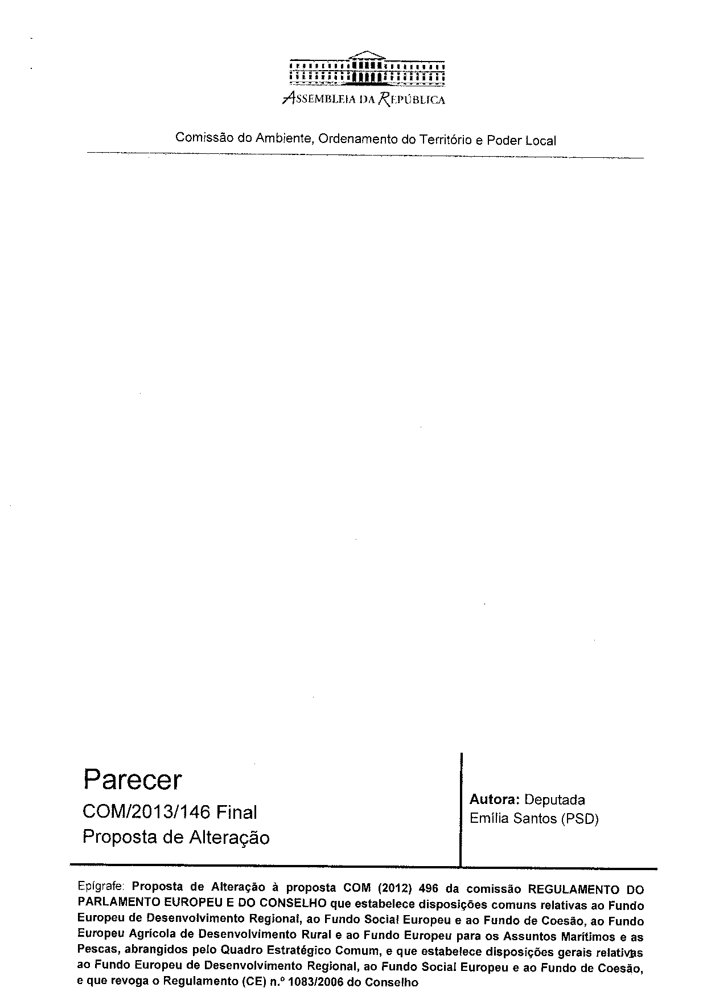 ASSEMBLEIA DA REPÚBLICA
Comissão do Ambiente, Ordenamento do Território e Poder Local
Parecer
COM/2013/146 Final
Proposta de Alteração
Autora: Deputada
Emília Santos (PSD)
Epígrafe: Proposta de Alteração à proposta COM (2012) 496 da comissão REGULAMENTO DO
PARLAMENTO EUROPEU E DO CONSELHO que estabelece disposições comuns relativas ao Fundo
Europeu de Desenvolvimento Regional, ao Fundo Social Europeu e ao Fundo de Coesão, ao Fundo
Europeu Agrícola de Desenvolvimento Rural e ao Fundo Europeu para os Assuntos Marítimos e as
Pescas, abrangidos pelo Quadro Estratégico Comum, e que estabelece disposições gerais relativas
ao Fundo Europeu de Desenvolvimento Regional, ao Fundo Social Europeu e ao Fundo de Coesão,
e que revoga o Regulamento (CE) n.º 1083/2006 do Conselho